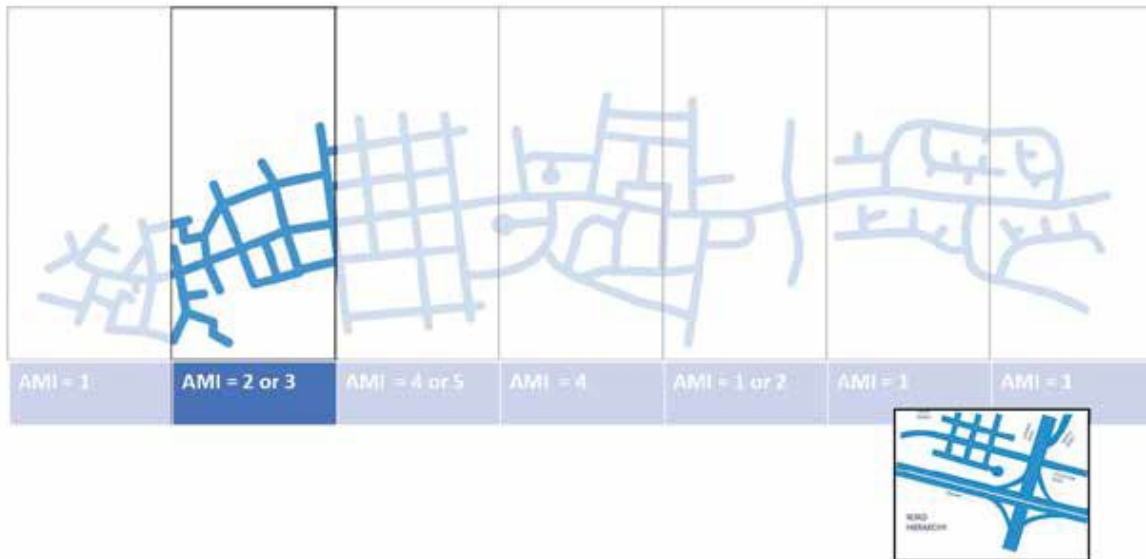 AMI = 1
AMI = 2 or 3
AMI = 4 or 5
AMI = 4
AMI = 1 or 2
AMI = 1
AMI = 1
ROAD
HIERARCHY